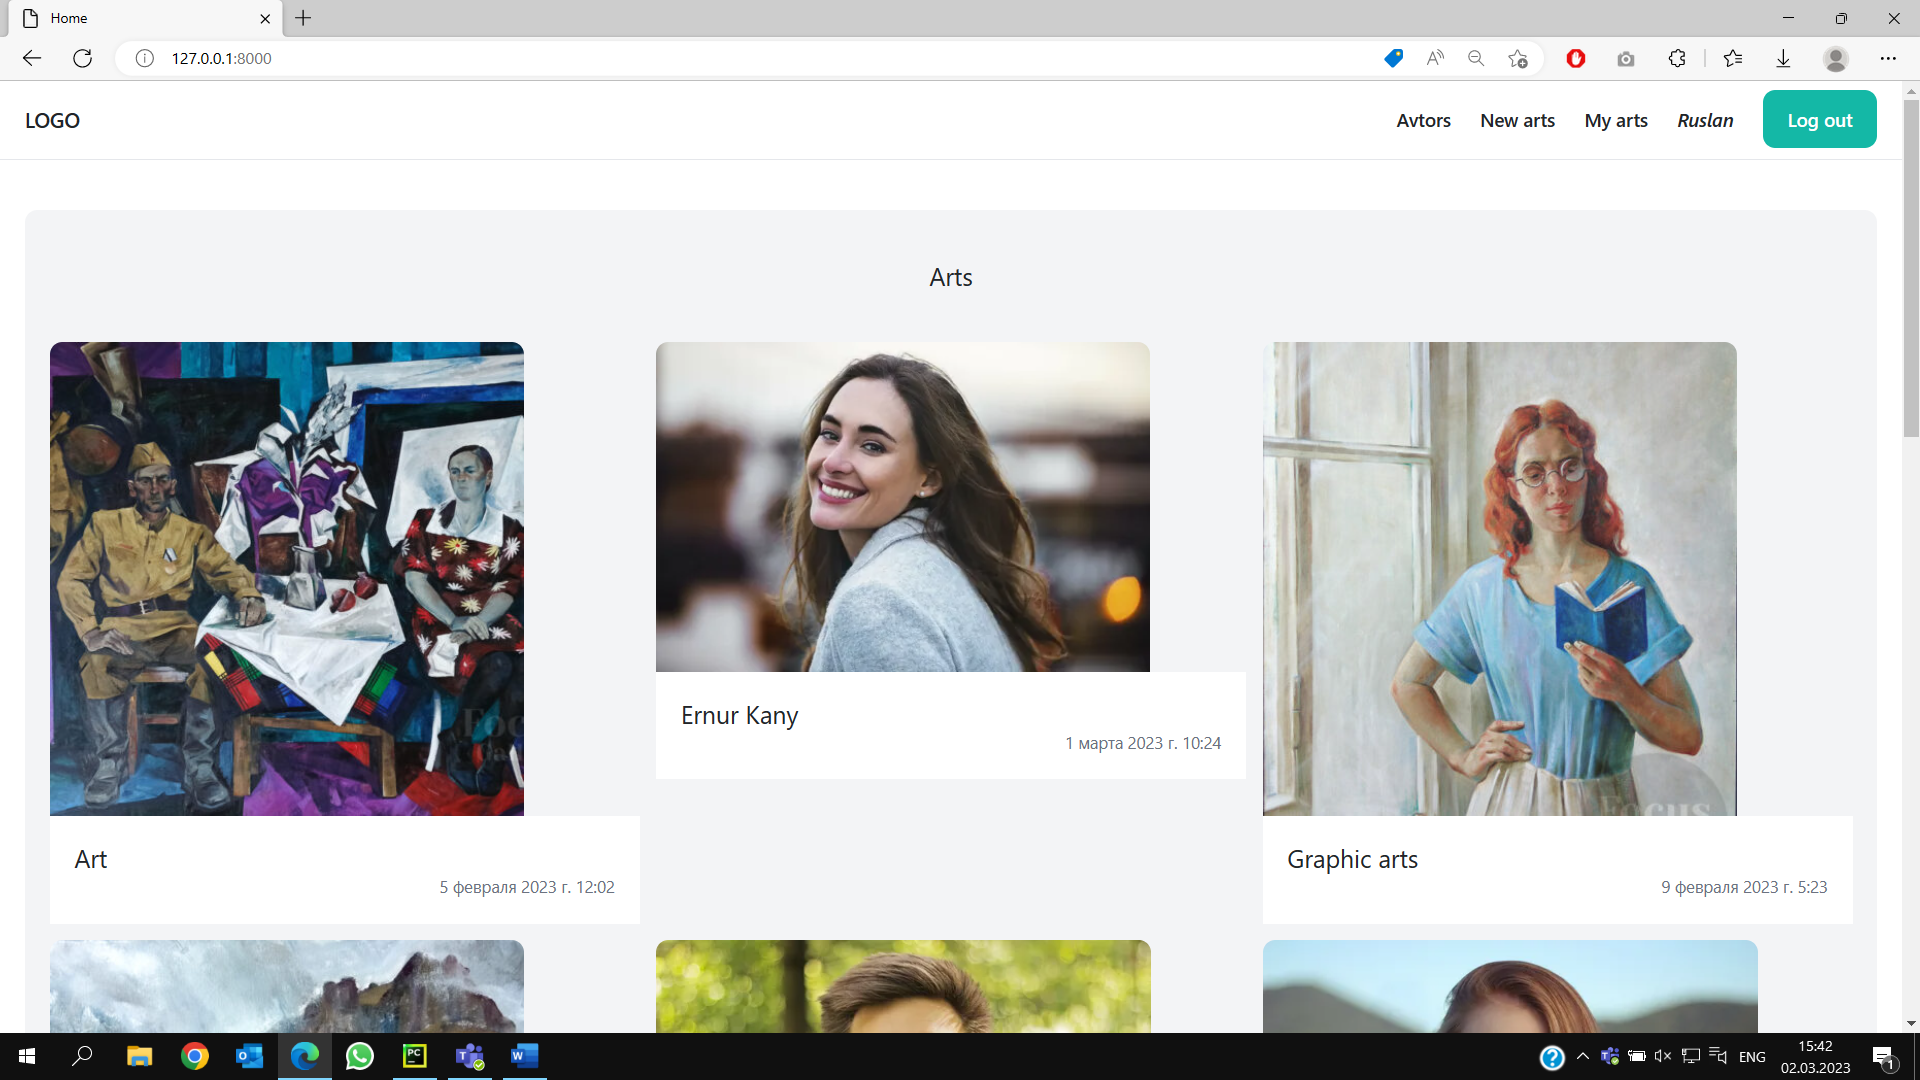 Home
127.0.0.1:8000
LOGO
Avtors
New arts
My arts
Ruslan
Log out
Arts
Ernur Kany
1 марта 2023 г. 10:24
Focus
Art
5 февраля 2023 г. 12:02
Graphic arts
9 февраля 2023 г. 5:23
ENG
15:42
02.03.2023
1